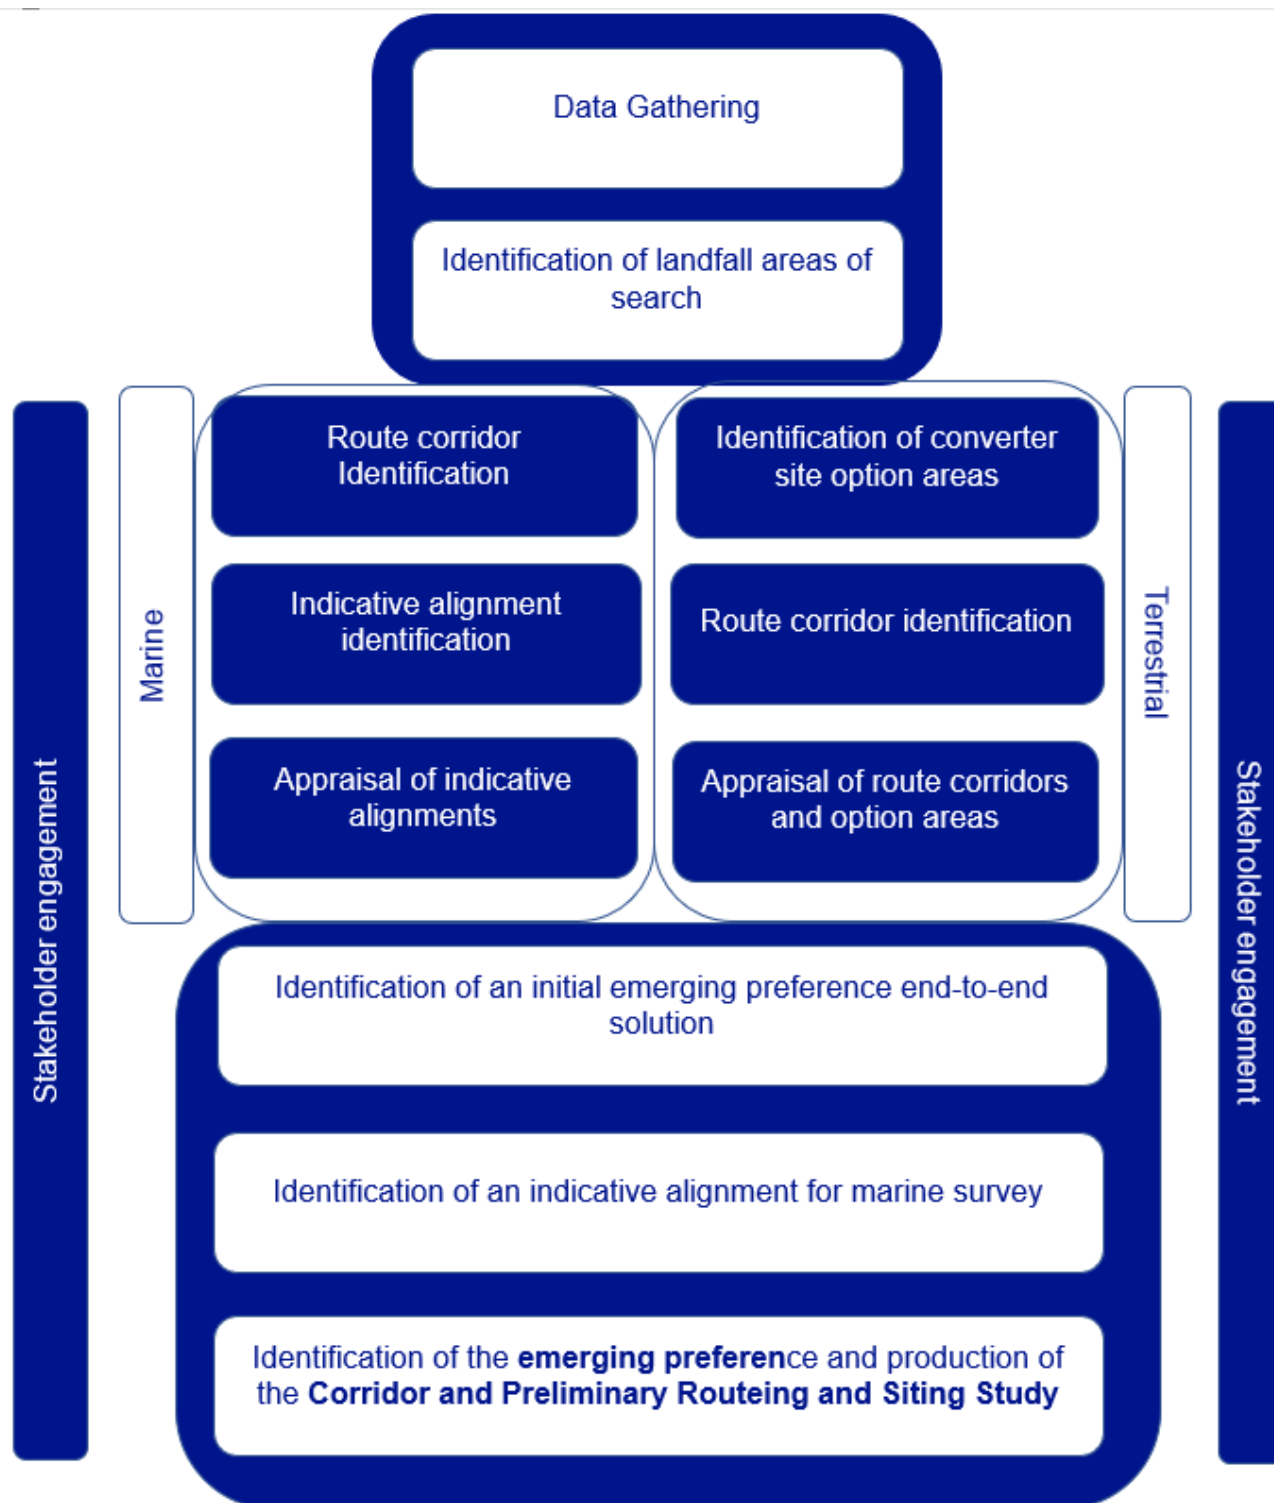 Data Gathering
Identification of landfall areas of
search
Marine
Route corridor
Identification
Indicative alignment
identification
Appraisal of indicative
alignments
Identification of converter
site option areas
Route corridor identification
Appraisal of route corridors
and option areas
Terrestrial
Stakeholder engagement
Stakeholder engagement
Identification of an initial emerging preference end-to-end
solution
Identification of an indicative alignment for marine survey
Identification of the emerging preference and production of
the Corridor and Preliminary Routeing and Siting Study